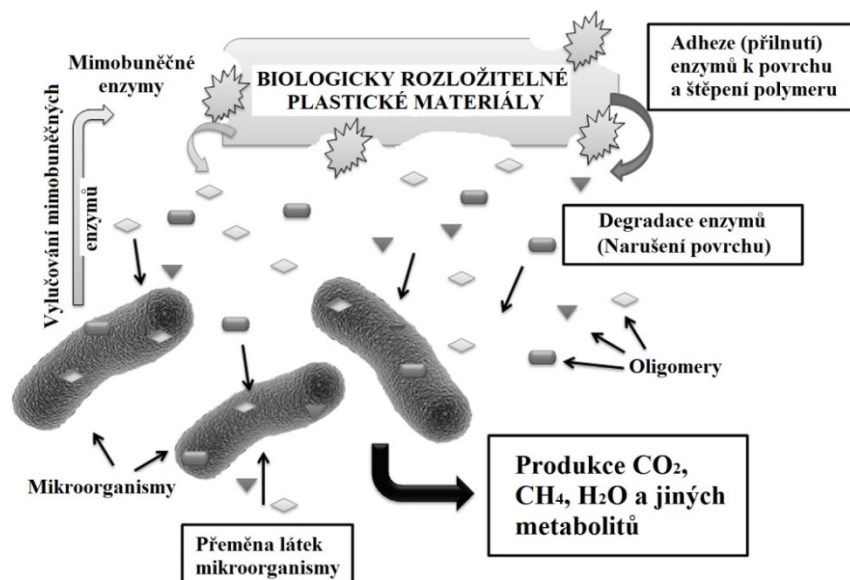 Mimobuněčné
enzymy
BIOLOGICKY ROZLOŽITELNÉ
PLASTICKÉ MATERIÁLY
Adheze (přilnutí)
enzymů k povrchu
a štěpení polymeru
Vylučování mimobuněčných
enzymů
Degradace enzymů
(Narušení povrchu)
Oligomery
Mikroorganismy
Přeměna látek
mikroorganismy
Produkce CO₂,
CH₄, H₂O a jiných
metabolitů